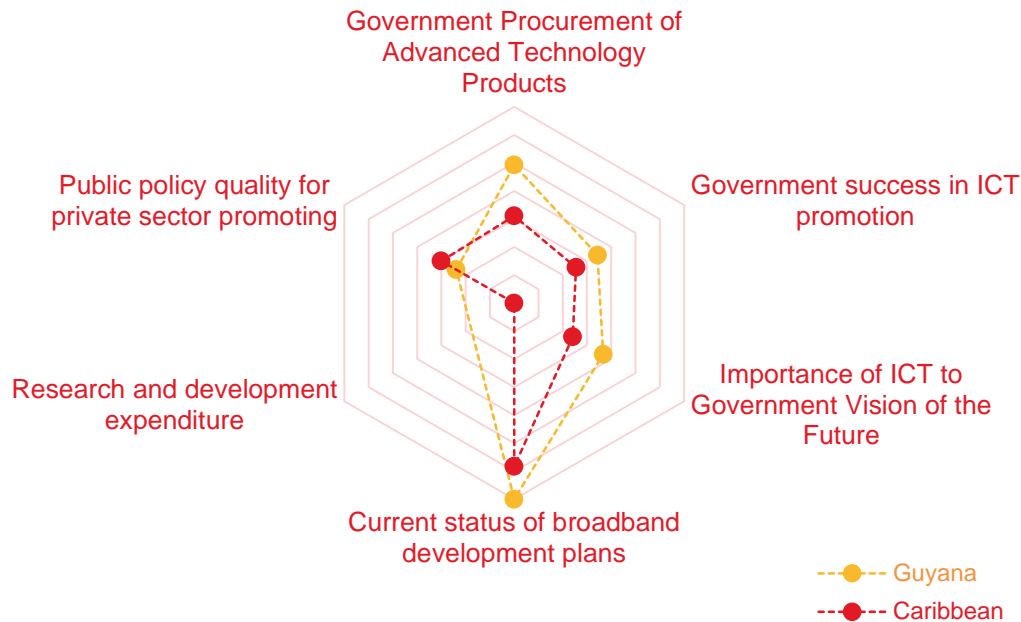 Government Procurement of
Advanced Technology
Products
Public policy quality for
private sector promoting
Government success in ICT
promotion
Research and development
expenditure
Importance of ICT to
Government Vision of the
Future
Current status of broadband
development plans
Guyana
Caribbean